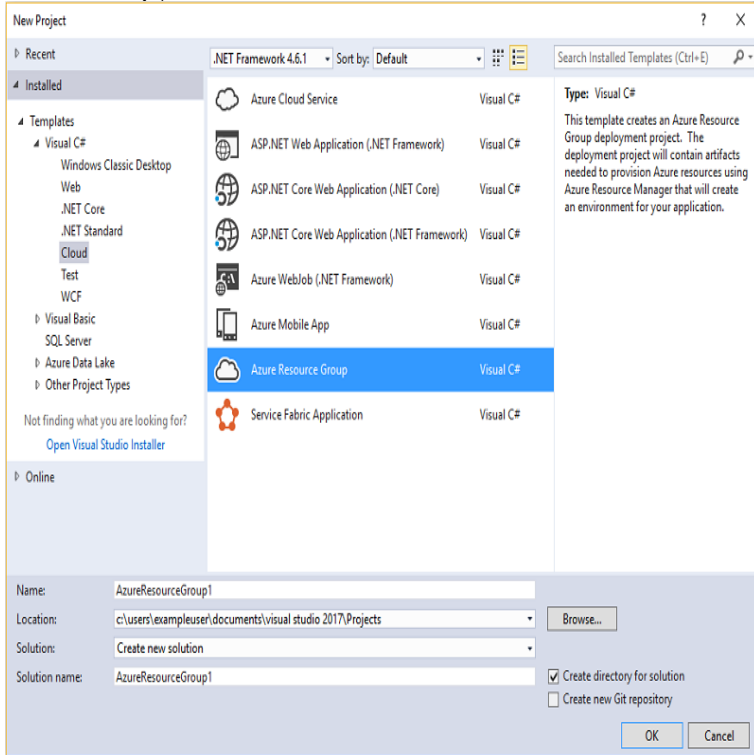 New Project
? X
Recent
.NET Framework 4.6.1 Sort by: Default
Search Installed Templates (Ctrl+E)
Installed
Templates
Visual C#
Windows Classic Desktop
Web
.NET Core
.NET Standard
Cloud
Test
WCF
Visual Basic
SQL Server
Azure Data Lake
Other Project Types
Not finding what you are looking for?
Open Visual Studio Installer
Online
Azure Cloud Service Visual C#
ASP.NET Web Application (.NET Framework) Visual C#
ASP.NET Core Web Application (.NET Core) Visual C#
ASP.NET Core Web Application (.NET Framework) Visual C#
Azure WebJob (.NET Framework) Visual C#
Azure Mobile App Visual C#
Azure Resource Group Visual C#
Service Fabric Application Visual C#
Type: Visual C#
This template creates an Azure Resource
Group deployment project. The
deployment project will contain artifacts
needed to provision Azure resources using
Azure Resource Manager that will create
an environment for your application.
Name: AzureResourceGroup1
Location: c:\users\exampleuser\documents\visual studio 2017\Projects Browse...
Solution: Create new solution
Solution name: AzureResourceGroup1
Create directory for solution
Create new Git repository
OK Cancel